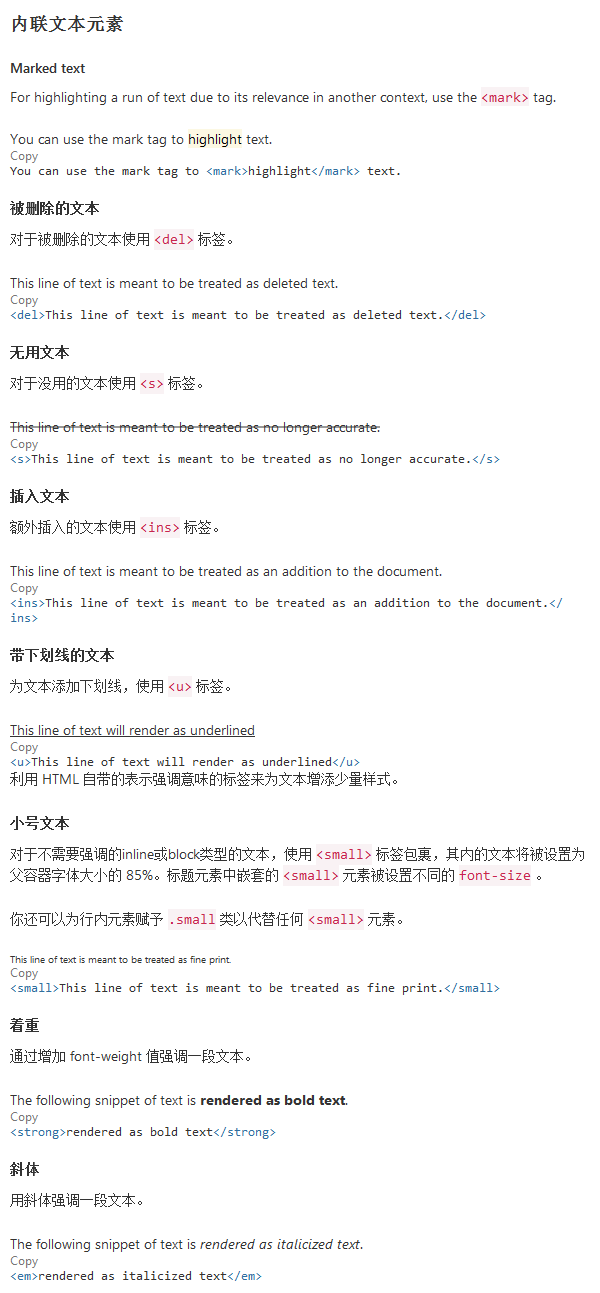 内联文本元素
Marked text
For highlighting a run of text due to its relevance in another context, use the <mark> tag.
You can use the mark tag to highlight text.
Copy
You can use the mark tag to <mark>highlight</mark> text.
被删除的文本
对于被删除的文本使用 <del> 标签。
This line of text is meant to be treated as deleted text.
Copy
<del>This line of text is meant to be treated as deleted text.</del>
无用文本
对于没用的文本使用 <s> 标签。
This line of text is meant to be treated as no longer accurate.
Copy
<s>This line of text is meant to be treated as no longer accurate.</s>
插入文本
额外插入的文本使用 <ins> 标签。
This line of text is meant to be treated as an addition to the document.
Copy
<ins>This line of text is meant to be treated as an addition to the document.</
ins>
带下划线的文本
为文本添加下划线，使用 <u> 标签。
This line of text will render as underlined
Copy
<u>This line of text will render as underlined</u>
利用 HTML 自带的表示强调意味的标签来为文本增添少量样式。
小号文本
对于不需要强调的inline或block类型的文本，使用 <small> 标签包裹，其内的文本将被设置为
父容器字体大小的 85%。标题元素中嵌套的 <small> 元素被设置不同的 font-size 。
你还可以为行内元素赋予 .small 类以代替任何 <small> 元素。
This line of text is meant to be treated as fine print.
Copy
<small>This line of text is meant to be treated as fine print.</small>
着重
通过增加 font-weight 值强调一段文本。
The following snippet of text is rendered as bold text.
Copy
<strong>rendered as bold text</strong>
斜体
用斜体强调一段文本。
The following snippet of text is rendered as italicized text.
Copy
<em>rendered as italicized text</em>